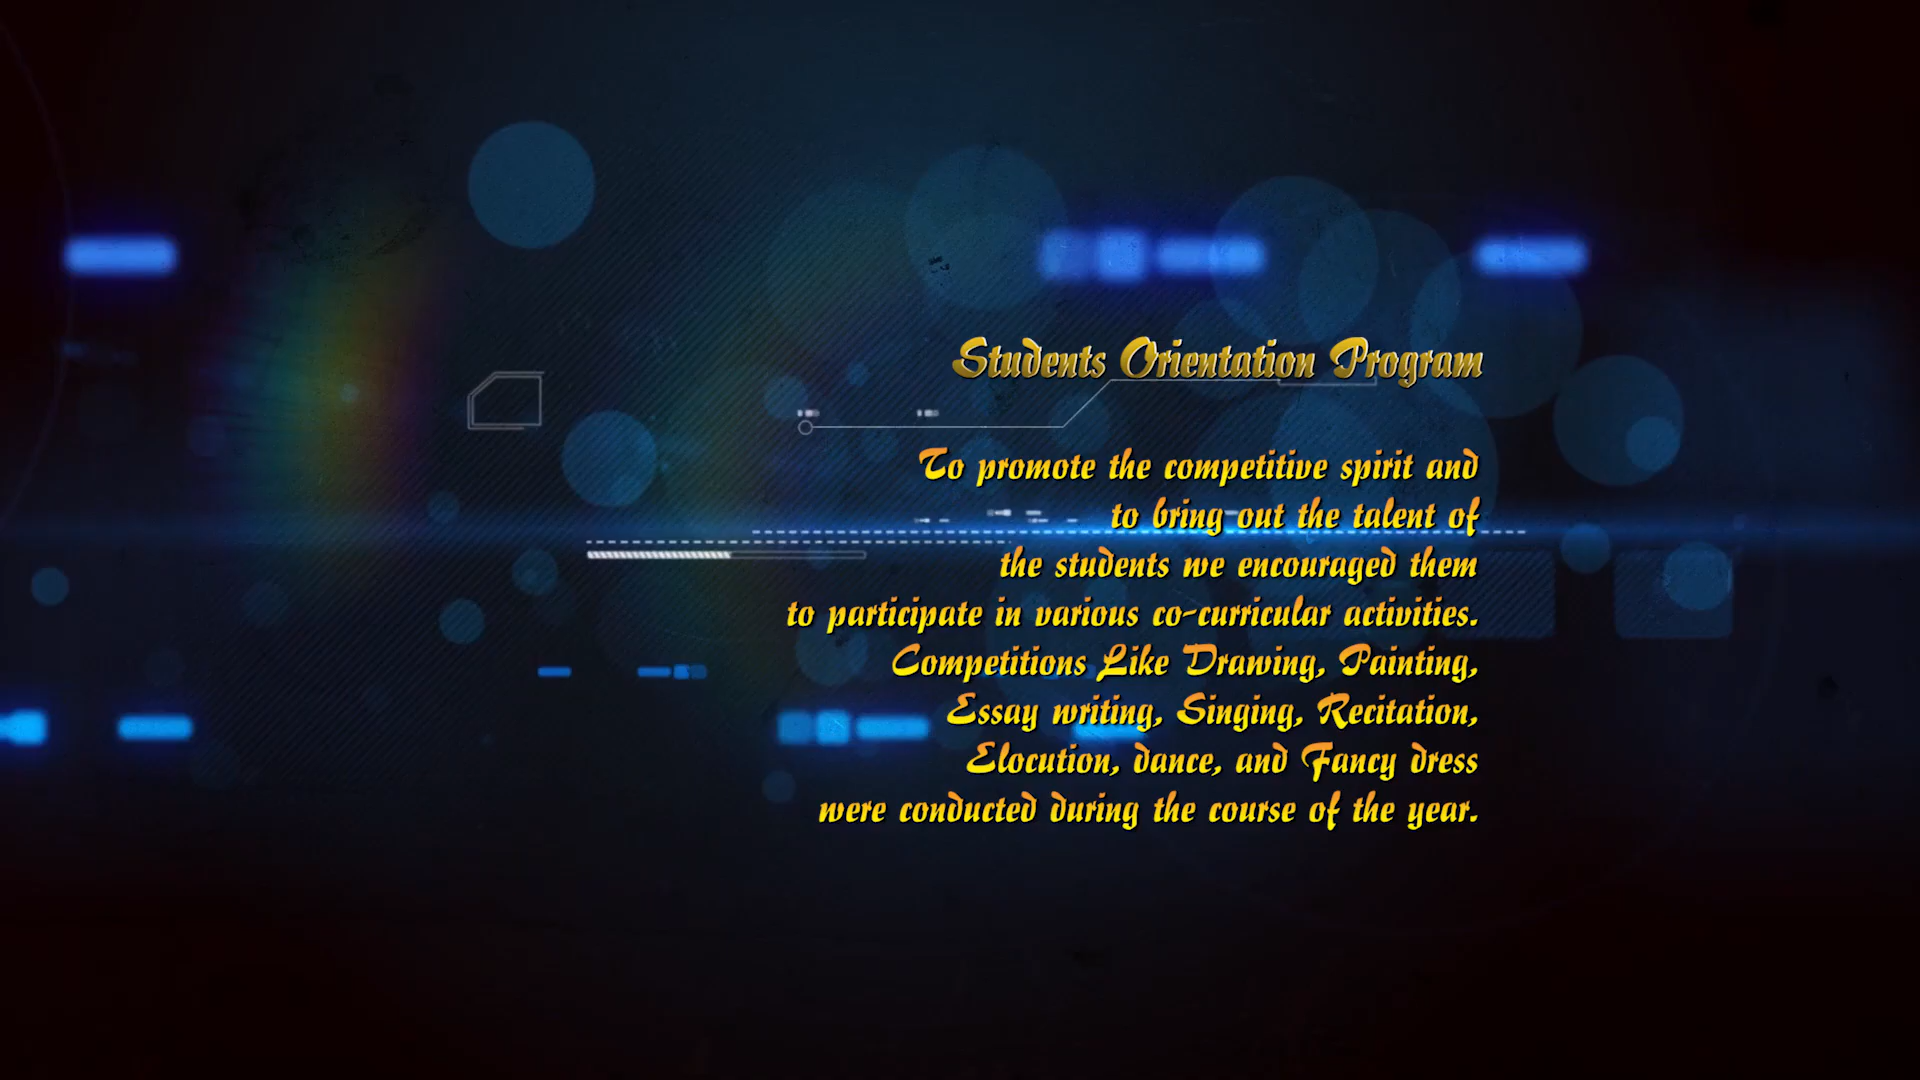 Students Orientation Program
To promote the competitive spirit and
to bring out the talent of
the students we encouraged them
to participate in various co-curricular activities.
Competitions Like Drawing, Painting,
Essay writing, Singing, Recitation,
Elocution, dance, and Fancy dress
were conducted during the course of the year.